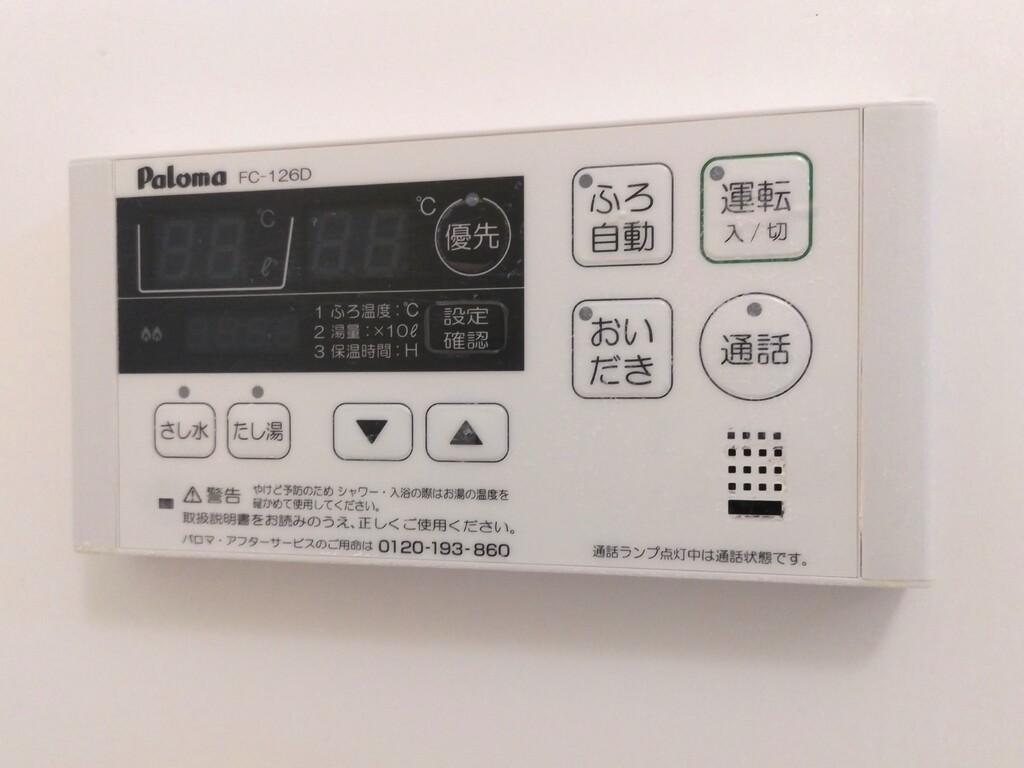 Paloma FC-126D
℃
ℓ
℃
優先
1 ふろ温度:℃
2 湯量:×10ℓ
3 保温時間:H
設定
確認
ふろ
自動
運転
入/切
おい
だき
通話
さし水
たし湯
▼
▲
⚠警告 やけど予防のため シャワー・入浴の際はお湯の温度を
確かめて使用してください。
取扱説明書をお読みのうえ、正しくご使用ください。
パロマ・アフターサービスのご用命は 0120-193-860
通話ランプ点灯中は通話状態です。